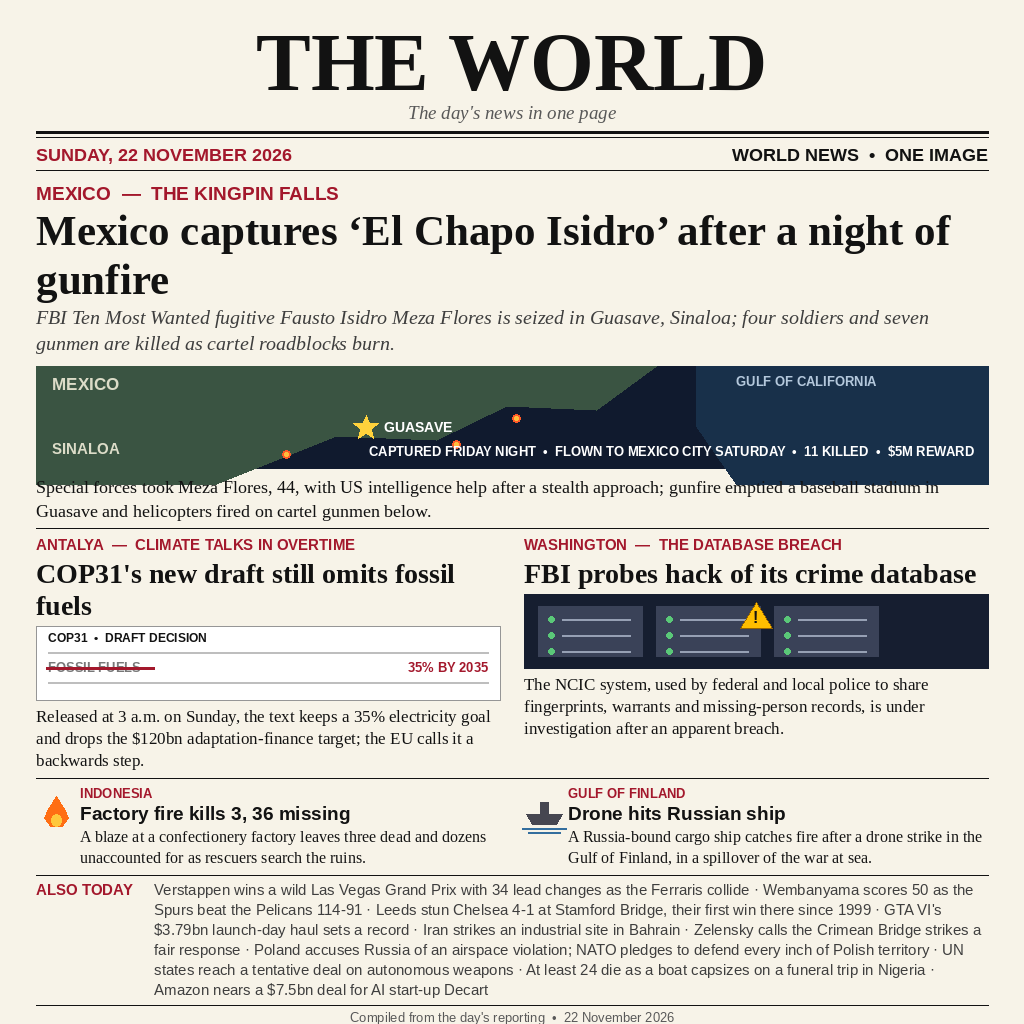 THE WORLD
The day's news in one page
SUNDAY, 22 NOVEMBER 2026
WORLD NEWS • ONE IMAGE
MEXICO — THE KINGPIN FALLS
Mexico captures ‘El Chapo Isidro’ after a night of
gunfire
FBI Ten Most Wanted fugitive Fausto Isidro Meza Flores is seized in Guasave, Sinaloa; four soldiers and seven
gunmen are killed as cartel roadblocks burn.
MEXICO
GULF OF CALIFORNIA
GUASAVE
SINALOA
CAPTURED FRIDAY NIGHT • FLOWN TO MEXICO CITY SATURDAY • 11 KILLED • $5M REWARD
Special forces took Meza Flores, 44, with US intelligence help after a stealth approach; gunfire emptied a baseball stadium in
Guasave and helicopters fired on cartel gunmen below.
ANTALYA — CLIMATE TALKS IN OVERTIME
COP31's new draft still omits fossil
fuels
COP31 • DRAFT DECISION
FOSSIL FUELS
35% BY 2035
Released at 3 a.m. on Sunday, the text keeps a 35% electricity goal
and drops the $120bn adaptation-finance target; the EU calls it a
backwards step.
WASHINGTON — THE DATABASE BREACH
FBI probes hack of its crime database
!
The NCIC system, used by federal and local police to share
fingerprints, warrants and missing-person records, is under
investigation after an apparent breach.
INDONESIA
Factory fire kills 3, 36 missing
A blaze at a confectionery factory leaves three dead and dozens
unaccounted for as rescuers search the ruins.
GULF OF FINLAND
Drone hits Russian ship
A Russia-bound cargo ship catches fire after a drone strike in the
Gulf of Finland, in a spillover of the war at sea.
ALSO TODAY
Verstappen wins a wild Las Vegas Grand Prix with 34 lead changes as the Ferraris collide · Wembanyama scores 50 as the
Spurs beat the Pelicans 114-91 · Leeds stun Chelsea 4-1 at Stamford Bridge, their first win there since 1999 · GTA VI's
$3.79bn launch-day haul sets a record · Iran strikes an industrial site in Bahrain · Zelensky calls the Crimean Bridge strikes a
fair response · Poland accuses Russia of an airspace violation; NATO pledges to defend every inch of Polish territory · UN
states reach a tentative deal on autonomous weapons · At least 24 die as a boat capsizes on a funeral trip in Nigeria ·
Amazon nears a $7.5bn deal for AI start-up Decart
Compiled from the day's reporting • 22 November 2026